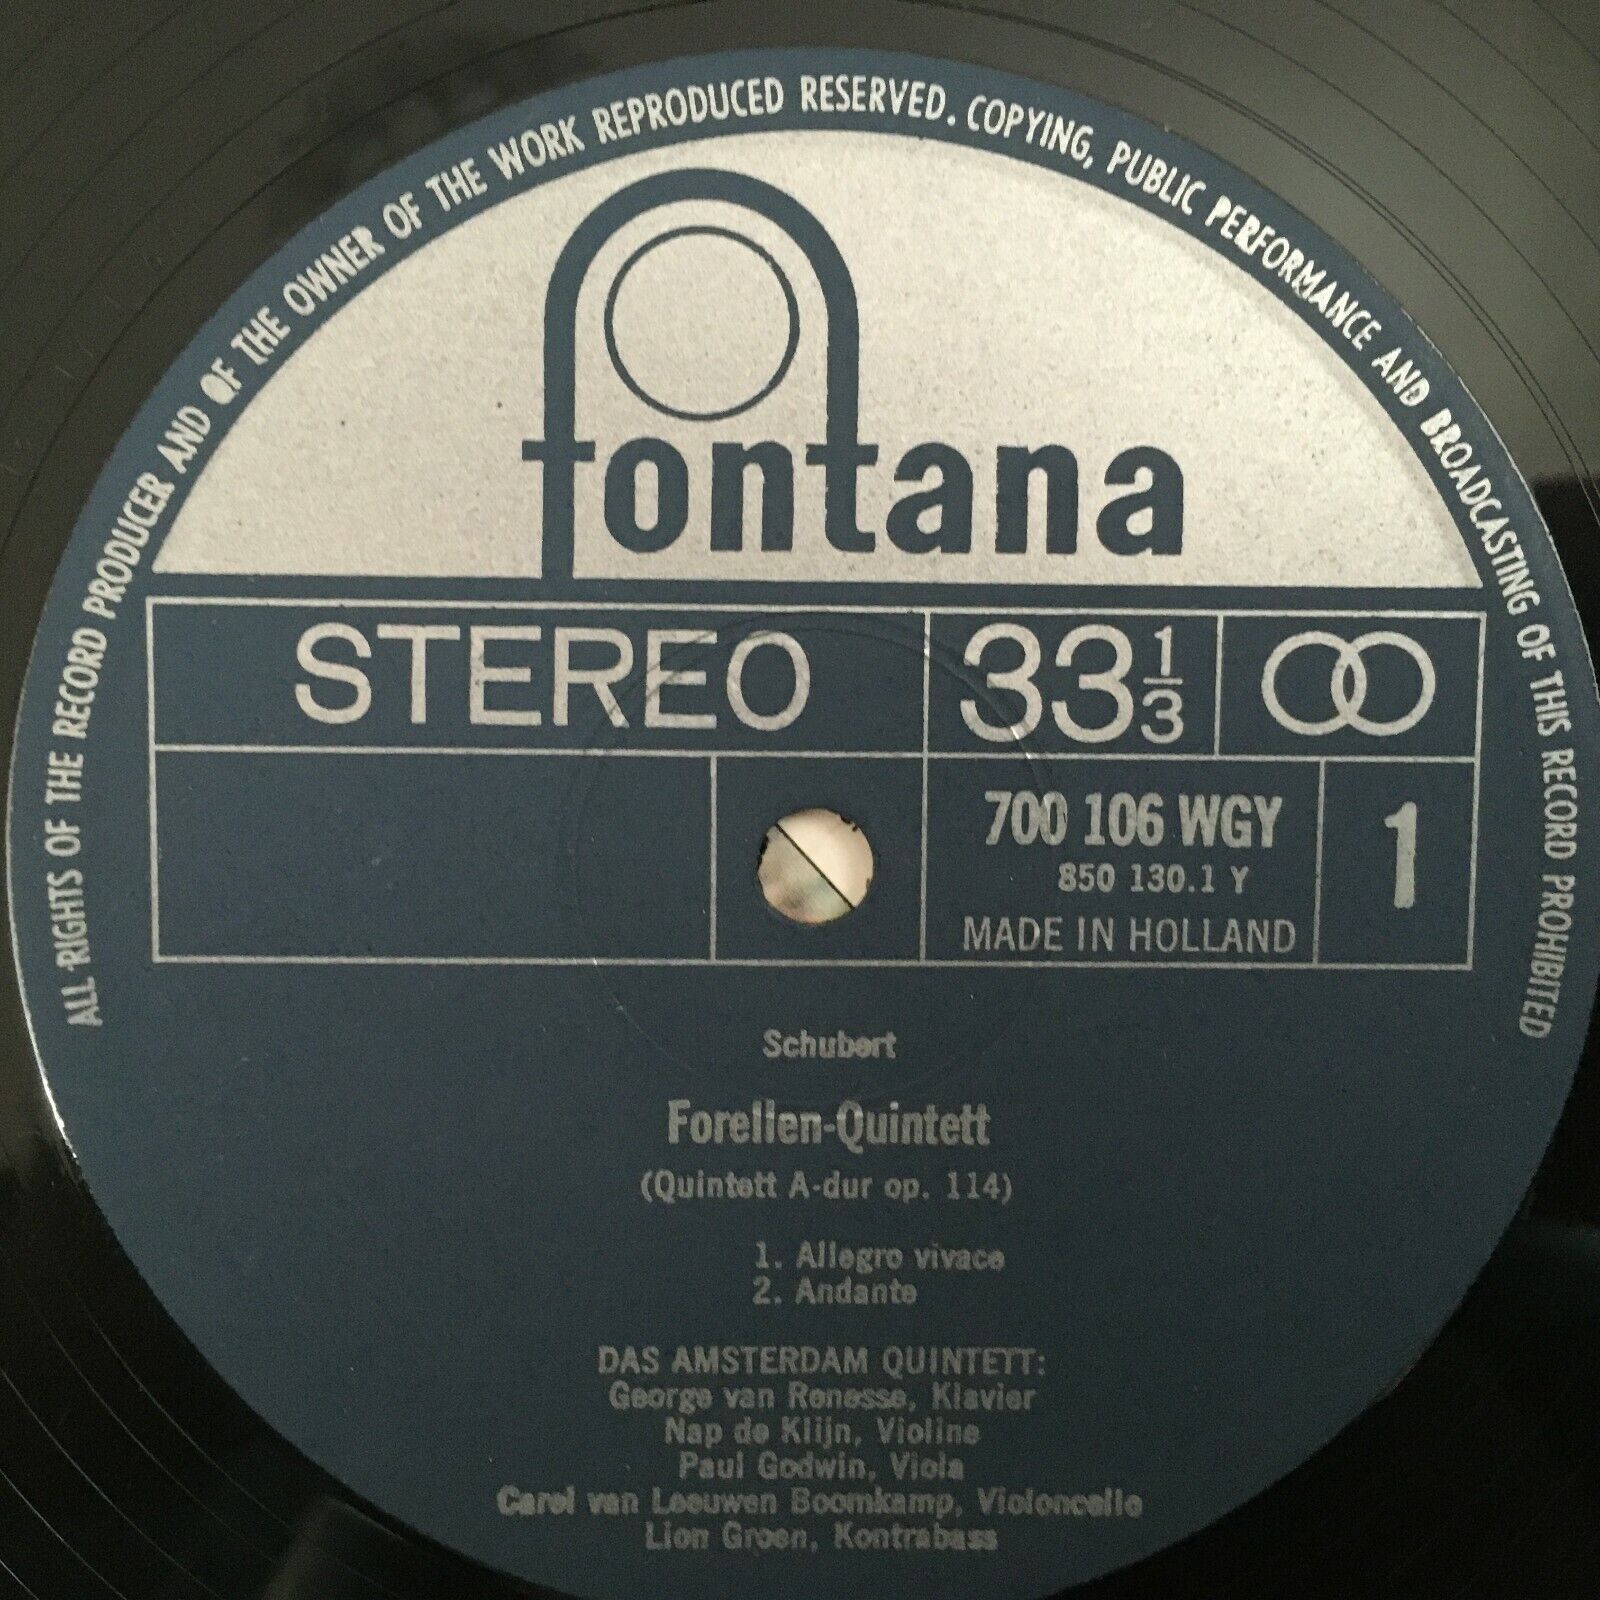 ALL RIGHTS OF THE RECORD PRODUCER AND OF THE OWNER OF THE WORK REPRODUCED RESERVED. COPYING, PUBLIC PERFORMANCE AND BROADCASTING OF THIS RECORD PROHIBITED
fontana
STEREO 33 1/3
700 106 WGY 1
850 130.1 Y
MADE IN HOLLAND
Schubert
Forellen-Quintett
(Quintett A-dur op. 114)
1. Allegro vivace
2. Andante
DAS AMSTERDAM QUINTETT:
George van Renesse, Klavier
Nap de Klijn, Violine
Paul Godwin, Viola
Carel van Leeuwen Boomkamp, Violoncello
Lion Groen, Kontrabass